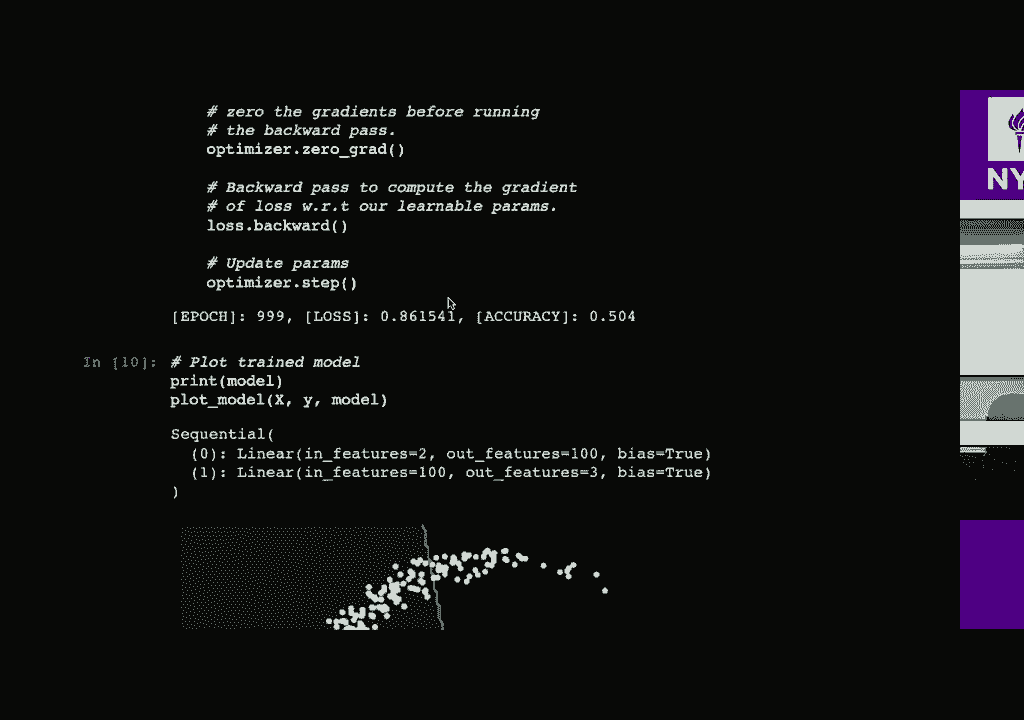 # zero the gradients before running
# the backward pass.
optimizer.zero_grad()
# Backward pass to compute the gradient
# of loss w.r.t our learnable params.
loss.backward()
# Update params
optimizer.step()
[EPOCH]: 999, [LOSS]: 0.861541, [ACCURACY]: 0.504
In [10]: # Plot trained model
print(model)
plot_model(X, y, model)
Sequential(
(0): Linear(in_features=2, out_features=100, bias=True)
(1): Linear(in_features=100, out_features=3, bias=True)
)
NY